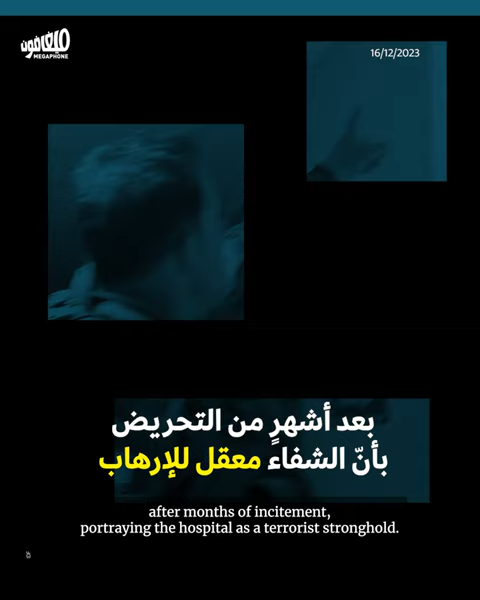 ميغافون
MEGAPHONE
16/12/2023
بعد أشهرٍ من التحريض
بأنّ الشفاء معقل للإرهاب
after months of incitement,
portraying the hospital as a terrorist stronghold.